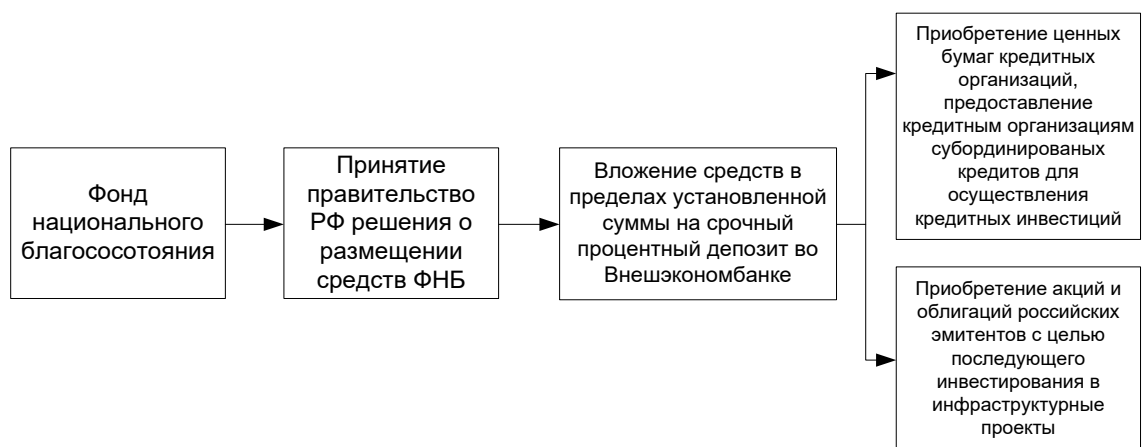 Фонд
национального
благососотояния
Принятие
правительство
РФ решения о
размещении
средств ФНБ
Вложение средств в
пределах установленной
суммы на срочный
процентный депозит во
Внешэкономбанке
Приобретение ценных
бумаг кредитных
организаций,
предоставление
кредитным организациям
субординированых
кредитов для
осуществления
кредитных инвестиций
Приобретение акций и
облигаций российских
эмитентов с целью
последующего
инвестирования в
инфраструктурные
проекты